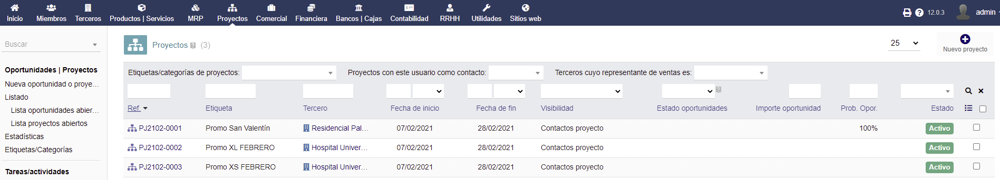 Inicio Miembros Terceros Productos | Servicios MRP Proyectos Comercial Financiera Bancos | Cajas Contabilidad RRHH Utilidades Sitios web 12.0.3 admin
Buscar
Oportunidades | Proyectos
Nueva oportunidad o proye...
Listado
Lista oportunidades abier...
Lista proyectos abiertos
Estadísticas
Etiquetas/Categorías
Tareas/actividades
Proyectos (3)
25
Nuevo proyecto
Etiquetas/categorías de proyectos: Proyectos con este usuario como contacto: Terceros cuyo representante de ventas es:
Ref. Etiqueta Tercero Fecha de inicio Fecha de fin Visibilidad Estado oportunidades Importe oportunidad Prob. Opor. Estado
PJ2102-0001 Promo San Valentín Residencial Pal... 07/02/2021 28/02/2021 Contactos proyecto 100% Activo
PJ2102-0002 Promo XL FEBRERO Hospital Univer... 07/02/2021 28/02/2021 Contactos proyecto Activo
PJ2102-0003 Promo XS FEBRERO Hospital Univer... 07/02/2021 28/02/2021 Contactos proyecto Activo